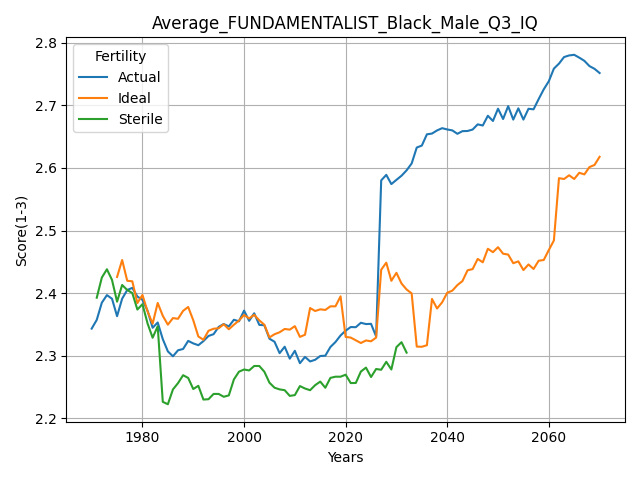 Average_FUNDAMENTALIST_Black_Male_Q3_IQ
Fertility
Actual
Ideal
Sterile
Score(1-3)
2.8
2.7
2.6
2.5
2.4
2.3
2.2
1980 2000 2020 2040 2060
Years